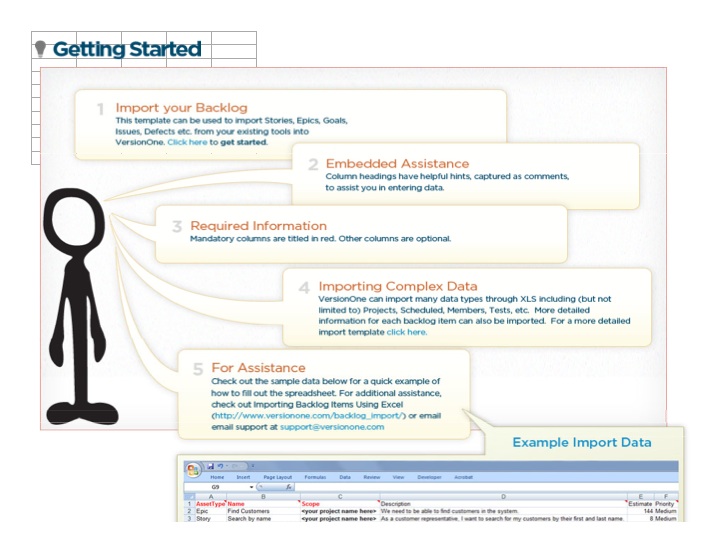 Getting Started
1 Import your Backlog
This template can be used to import Stories, Epics, Goals,
Issues, Defects etc. from your existing tools into
VersionOne. Click here to get started.
2 Embedded Assistance
Column headings have helpful hints, captured as comments,
to assist you in entering data.
3 Required Information
Mandatory columns are titled in red. Other columns are optional.
4 Importing Complex Data
VersionOne can import many data types through XLS including (but not
limited to) Projects, Scheduled, Members, Tests, etc. More detailed
information for each backlog item can also be imported. For a more detailed
import template click here.
5 For Assistance
Check out the sample data below for a quick example of
how to fill out the spreadsheet. For additional assistance,
check out Importing Backlog Items Using Excel
(http://www.versionone.com/backlog_import/) or email
email support at support@versionone.com
Example Import Data
Home Insert Page Layout Formulas Data Review View Developer Acrobat
G9 fx
A B C D E F
1 AssetType Name Scope Description Estimate Priority
2 Epic Find Customers <your project name here> We need to be able to find customers in the system. 144 Medium
3 Story Search by name <your project name here> As a customer representative, I want to search for my customers by their first and last name. 8 Medium